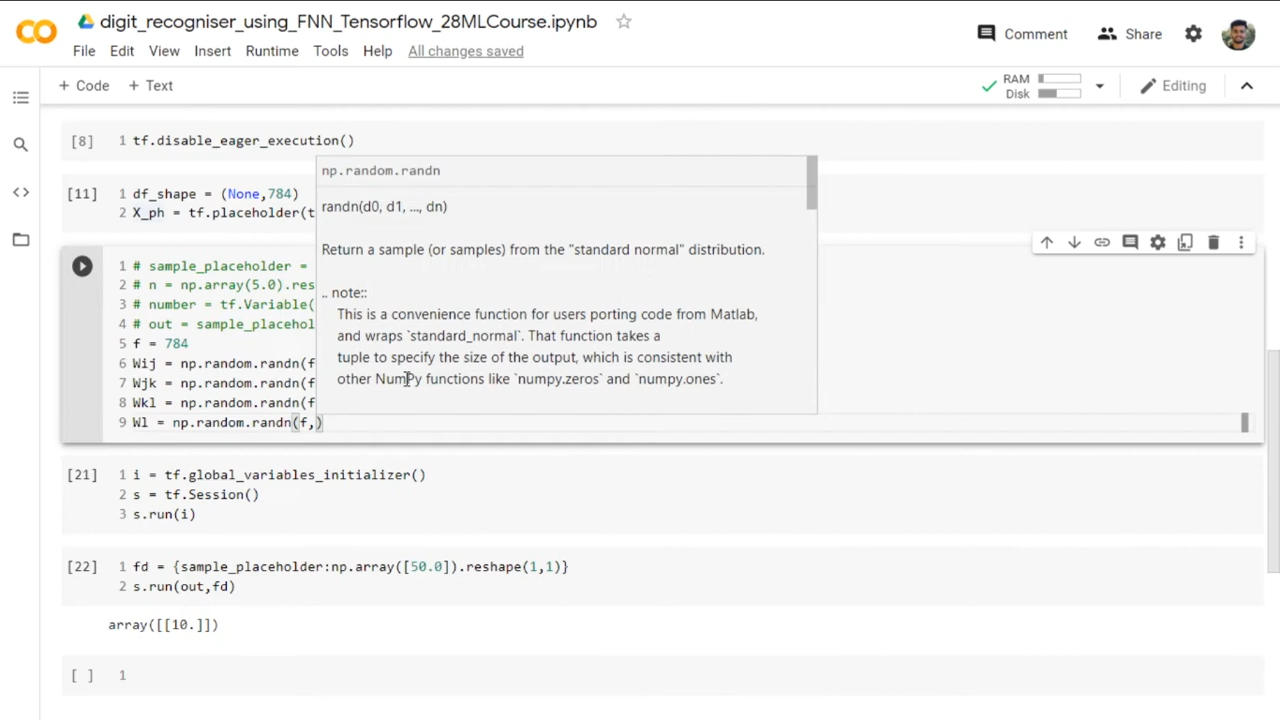 digit_recogniser_using_FNN_Tensorflow_28MLCourse.ipynb
File Edit View Insert Runtime Tools Help All changes saved
Comment Share
+ Code + Text
RAM
Disk
Editing
[8] 1 tf.disable_eager_execution()
[11] 1 df_shape = (None,784)
2 X_ph = tf.placeholder(t
np.random.randn
randn(d0, d1, ..., dn)
Return a sample (or samples) from the "standard normal" distribution.
.. note::
This is a convenience function for users porting code from Matlab,
and wraps `standard_normal`. That function takes a
tuple to specify the size of the output, which is consistent with
other NumPy functions like `numpy.zeros` and `numpy.ones`.
1 # sample_placeholder =
2 # n = np.array(5.0).res
3 # number = tf.Variable(
4 # out = sample_placehol
5 f = 784
6 Wij = np.random.randn(f
7 Wjk = np.random.randn(f
8 Wkl = np.random.randn(f
9 Wl = np.random.randn(f,)
[21] 1 i = tf.global_variables_initializer()
2 s = tf.Session()
3 s.run(i)
[22] 1 fd = {sample_placeholder:np.array([50.0]).reshape(1,1)}
2 s.run(out,fd)
array([[10.]])
[ ] 1